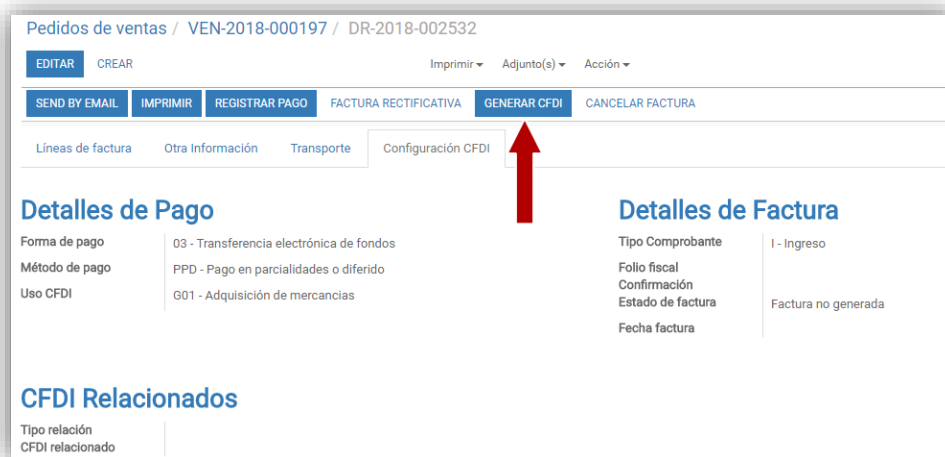 Pedidos de ventas / VEN-2018-000197 / DR-2018-002532
EDITAR CREAR Imprimir Adjunto(s) Acción
SEND BY EMAIL IMPRIMIR REGISTRAR PAGO FACTURA RECTIFICATIVA GENERAR CFDI CANCELAR FACTURA
Líneas de factura Otra Información Transporte Configuración CFDI
Detalles de Pago Detalles de Factura
Forma de pago 03 - Transferencia electrónica de fondos Tipo Comprobante I - Ingreso
Método de pago PPD - Pago en parcialidades o diferido Folio fiscal
Confirmación
Uso CFDI G01 - Adquisición de mercancias Estado de factura Factura no generada
Fecha factura
CFDI Relacionados
Tipo relación
CFDI relacionado